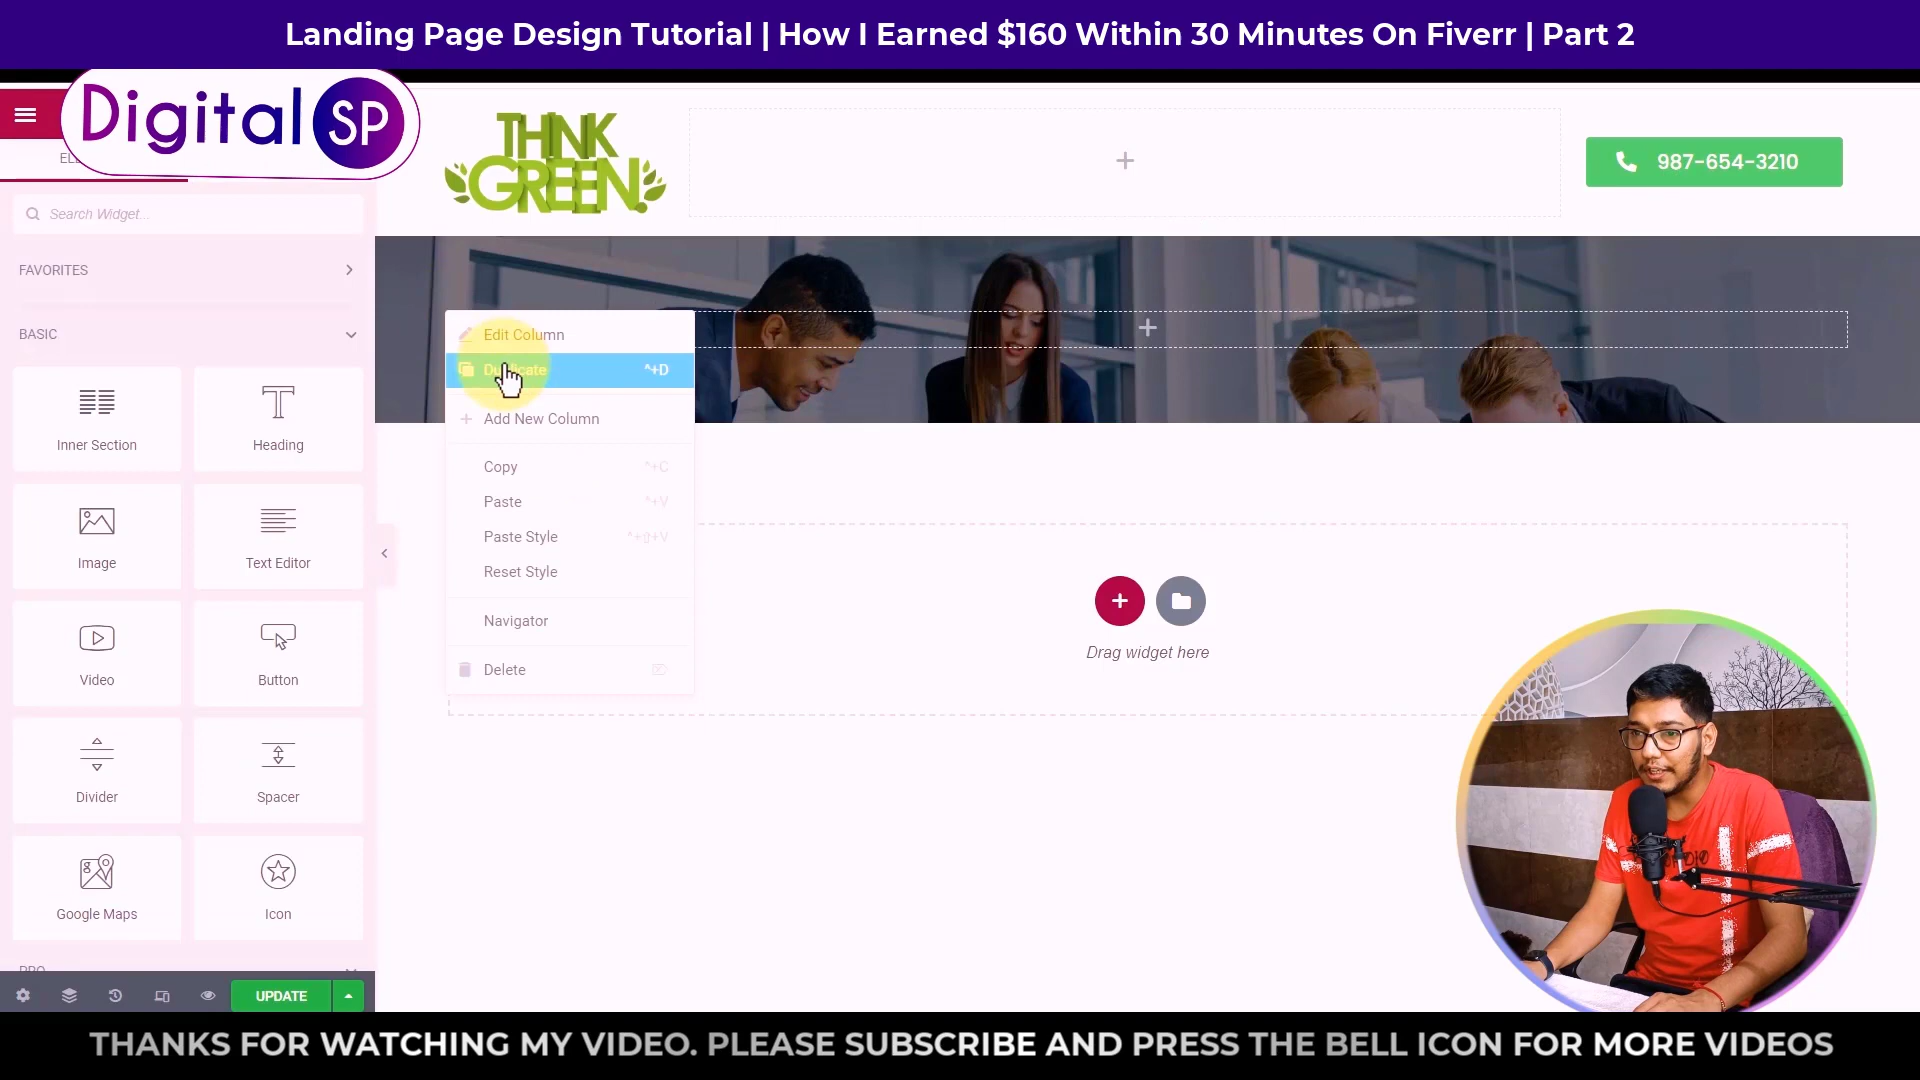 Landing Page Design Tutorial | How I Earned $160 Within 30 Minutes On Fiverr | Part 2
Digital SP
THINK
GREEN
987-654-3210
Search Widget...
FAVORITES
BASIC
Inner Section
Heading
Image
Text Editor
Video
Button
Divider
Spacer
Google Maps
Icon
PRO
UPDATE
Edit Column
Duplicate ^+D
Add New Column
Copy ^+C
Paste ^+V
Paste Style ^+⇧+V
Reset Style
Navigator
Delete ⌦
Drag widget here
THANKS FOR WATCHING MY VIDEO. PLEASE SUBSCRIBE AND PRESS THE BELL ICON FOR MORE VIDEOS